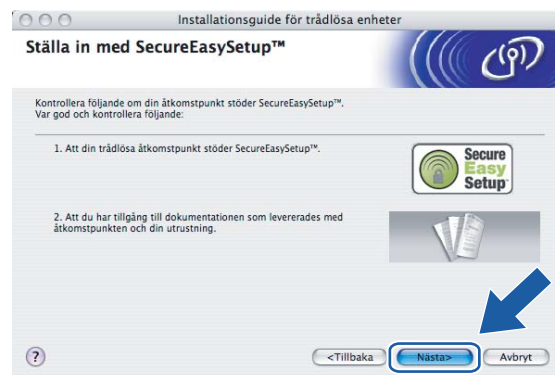 Installationsguide för trådlösa enheter
Ställa in med SecureEasySetup™
Kontrollera följande om din åtkomstpunkt stöder SecureEasySetup™.
Var god och kontrollera följande:
1. Att din trådlösa åtkomstpunkt stöder SecureEasySetup™.
Secure
Easy
Setup
2. Att du har tillgång till dokumentationen som levererades med
åtkomstpunkten och din utrustning.
?
<Tillbaka
Nästa>
Avbryt